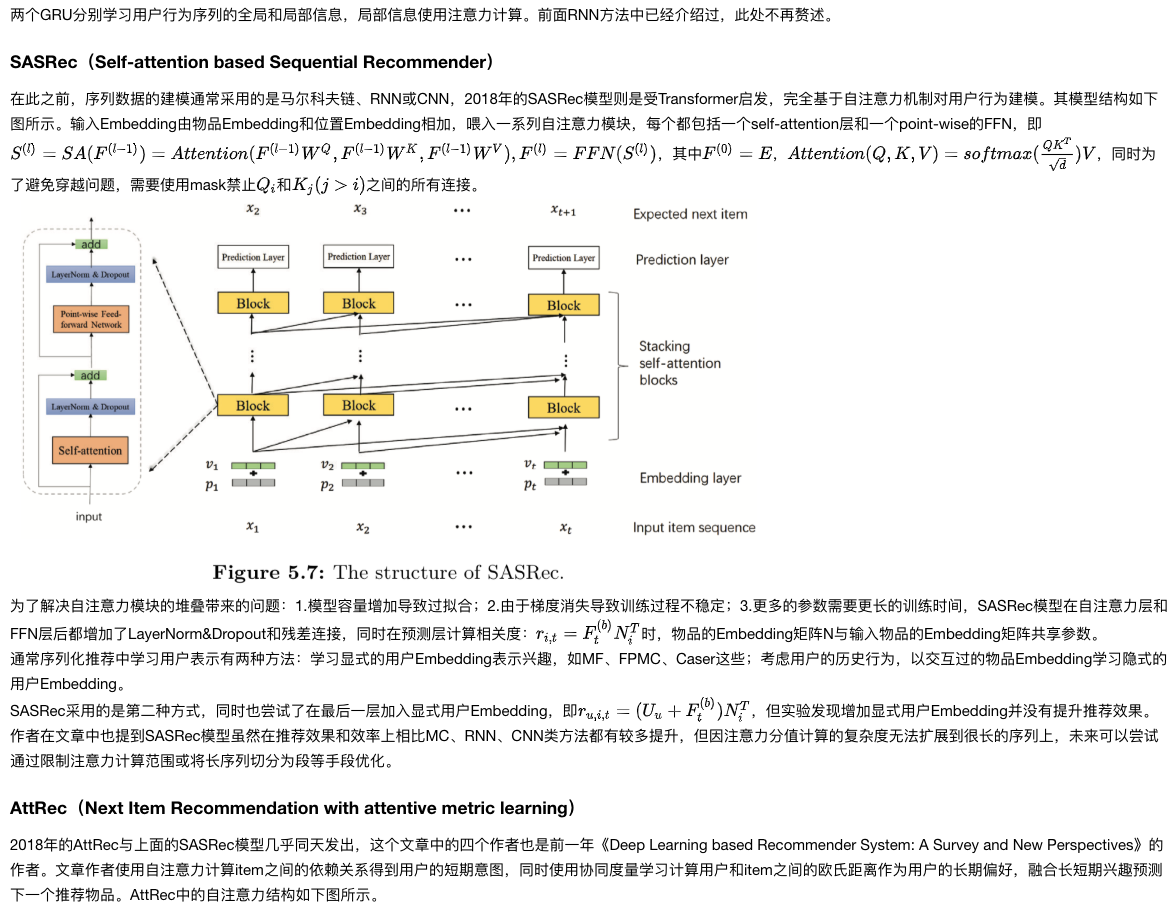 两个GRU分别学习用户行为序列的全局和局部信息，局部信息使用注意力计算。前面RNN方法中已经介绍过，此处不再赘述。
SASRec（Self-attention based Sequential Recommender）
在此之前，序列数据的建模通常采用的是马尔科夫链、RNN或CNN，2018年的SASRec模型则是受Transformer启发，完全基于自注意力机制对用户行为建模。其模型结构如下
图所示。输入Embedding由物品Embedding和位置Embedding相加，喂入一系列自注意力模块，每个都包括一个self-attention层和一个point-wise的FFN，即
S^{(l)} = SA(F^{(l-1)}) = Attention(F^{(l-1)}W^Q, F^{(l-1)}W^K, F^{(l-1)}W^V), F^{(l)} = FFN(S^{(l)})，其中F^{(0)} = E，Attention(Q, K, V) = softmax(\frac{QK^T}{\sqrt{d}})V，同时为
了避免穿越问题，需要使用mask禁止Q_i和K_j(j > i)之间的所有连接。
x_2 x_3 ... x_{t+1} Expected next item
add
Prediction Layer Prediction Layer ... Prediction Layer Prediction layer
LayerNorm & Dropout
Block Block ... Block
Point-wise Feed-
forward Network
Stacking
self-attention
blocks
add
LayerNorm & Dropout
Block Block ... Block
Self-attention
v_1 v_2 v_t
+ + ... + Embedding layer
p_1 p_2 p_t
input
x_1 x_2 ... x_t Input item sequence
Figure 5.7: The structure of SASRec.
为了解决自注意力模块的堆叠带来的问题：1.模型容量增加导致过拟合；2.由于梯度消失导致训练过程不稳定；3.更多的参数需要更长的训练时间，SASRec模型在自注意力层和
FFN层后都增加了LayerNorm&Dropout和残差连接，同时在预测层计算相关度：r_{i,t} = F_t^{(b)}N_i^T时，物品的Embedding矩阵N与输入物品的Embedding矩阵共享参数。
通常序列化推荐中学习用户表示有两种方法：学习显式的用户Embedding表示兴趣，如MF、FPMC、Caser这些；考虑用户的历史行为，以交互过的物品Embedding学习隐式的
用户Embedding。
SASRec采用的是第二种方式，同时也尝试了在最后一层加入显式用户Embedding，即r_{u,i,t} = (U_u + F_t^{(b)})N_i^T，但实验发现增加显式用户Embedding并没有提升推荐效果。
作者在文章中也提到SASRec模型虽然在推荐效果和效率上相比MC、RNN、CNN类方法都有较多提升，但因注意力分值计算的复杂度无法扩展到很长的序列上，未来可以尝试
通过限制注意力计算范围或将长序列切分为段等手段优化。
AttRec（Next Item Recommendation with attentive metric learning）
2018年的AttRec与上面的SASRec模型几乎同天发出，这个文章中的四个作者也是前一年《Deep Learning based Recommender System: A Survey and New Perspectives》的
作者。文章作者使用自注意力计算item之间的依赖关系得到用户的短期意图，同时使用协同度量学习计算用户和item之间的欧氏距离作为用户的长期偏好，融合长短期兴趣预测
下一个推荐物品。AttRec中的自注意力结构如下图所示。